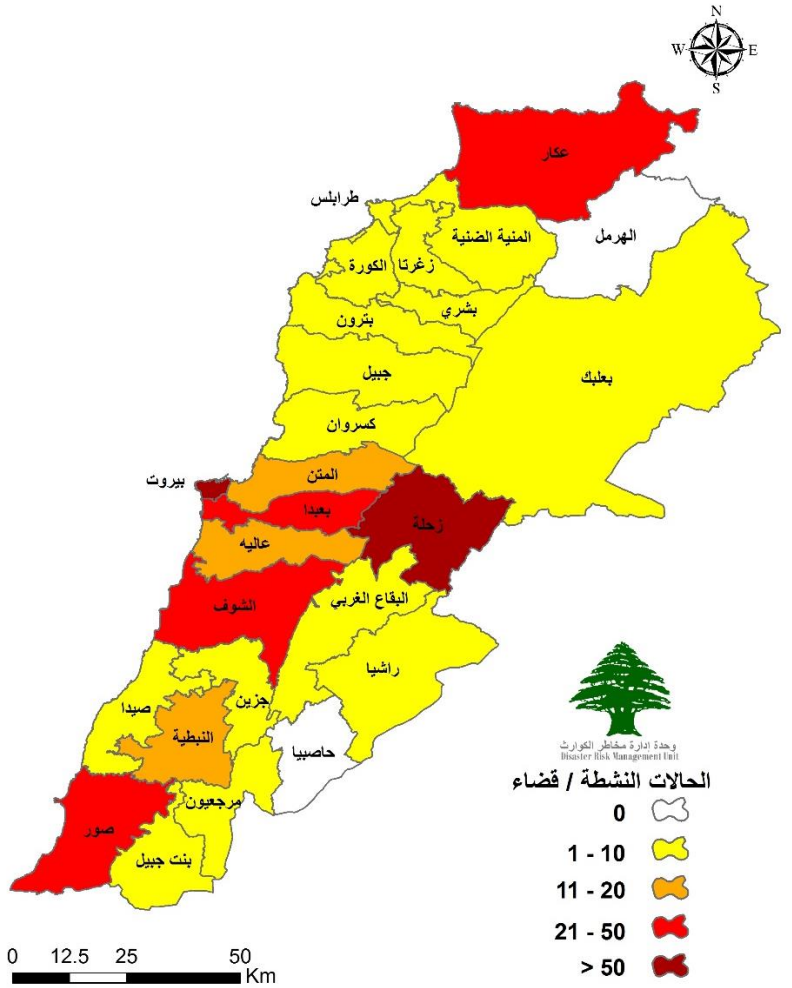 N
W E
S
عكار
طرابلس
المنية الضنية
الهرمل
زغرتا
الكورة
بشري
بترون
بعلبك
جبيل
كسروان
المتن
بيروت
بعبدا
زحلة
عاليه
الشوف
البقاع الغربي
راشيا
جزين
صيدا
النبطية
حاصبيا
مرجعيون
صور
بنت جبيل
وحدة إدارة مخاطر الكوارث
Disaster Risk Management Unit
الحالات النشطة / قضاء
0
1 - 10
11 - 20
21 - 50
> 50
0 12.5 25 50
Km